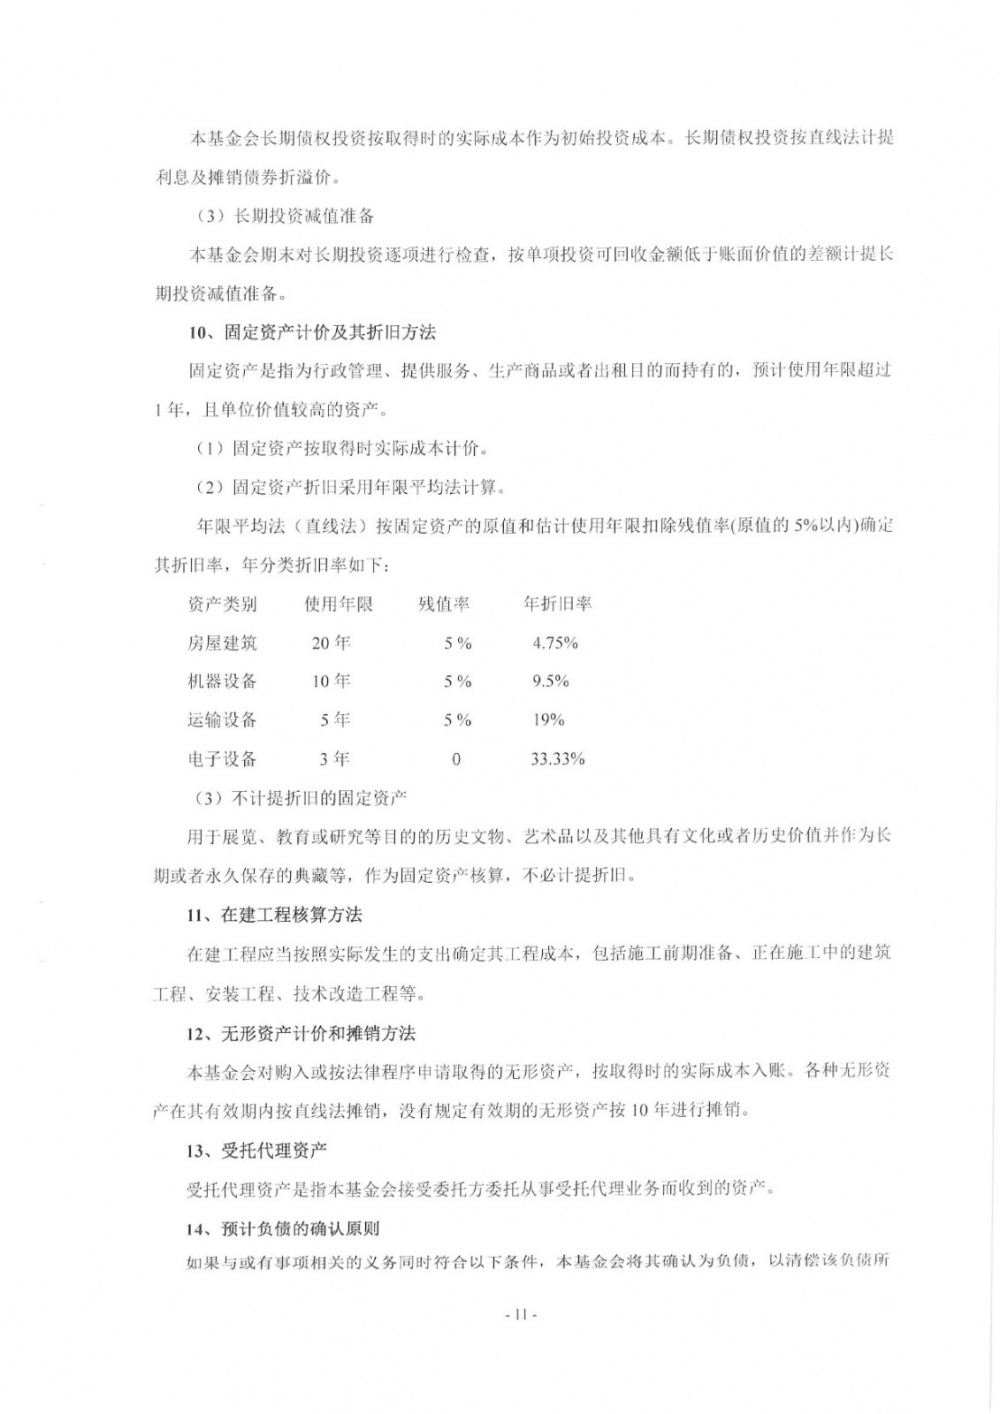 本基金会长期债权投资按取得时的实际成本作为初始投资成本。长期债权投资按直线法计提
利息及摊销债券折溢价。
（3）长期投资减值准备
本基金会期末对长期投资逐项进行检查，按单项投资可回收金额低于账面价值的差额计提长
期投资减值准备。
10、固定资产计价及其折旧方法
固定资产是指为行政管理、提供服务、生产商品或者出租目的而持有的，预计使用年限超过
1 年，且单位价值较高的资产。
（1）固定资产按取得时实际成本计价。
（2）固定资产折旧采用年限平均法计算。
年限平均法（直线法）按固定资产的原值和估计使用年限扣除残值率(原值的 5%以内)确定
其折旧率，年分类折旧率如下：
资产类别 使用年限 残值率 年折旧率
房屋建筑 20 年 5 % 4.75%
机器设备 10 年 5 % 9.5%
运输设备 5 年 5 % 19%
电子设备 3 年 0 33.33%
（3）不计提折旧的固定资产
用于展览、教育或研究等目的的历史文物、艺术品以及其他具有文化或者历史价值并作为长
期或者永久保存的典藏等，作为固定资产核算，不必计提折旧。
11、在建工程核算方法
在建工程应当按照实际发生的支出确定其工程成本，包括施工前期准备、正在施工中的建筑
工程、安装工程、技术改造工程等。
12、无形资产计价和摊销方法
本基金会对购入或按法律程序申请取得的无形资产，按取得时的实际成本入账。各种无形资
产在其有效期内按直线法摊销，没有规定有效期的无形资产按 10 年进行摊销。
13、受托代理资产
受托代理资产是指本基金会接受委托方委托从事受托代理业务而收到的资产。
14、预计负债的确认原则
如果与或有事项相关的义务同时符合以下条件，本基金会将其确认为负债，以清偿该负债所
- 11 -